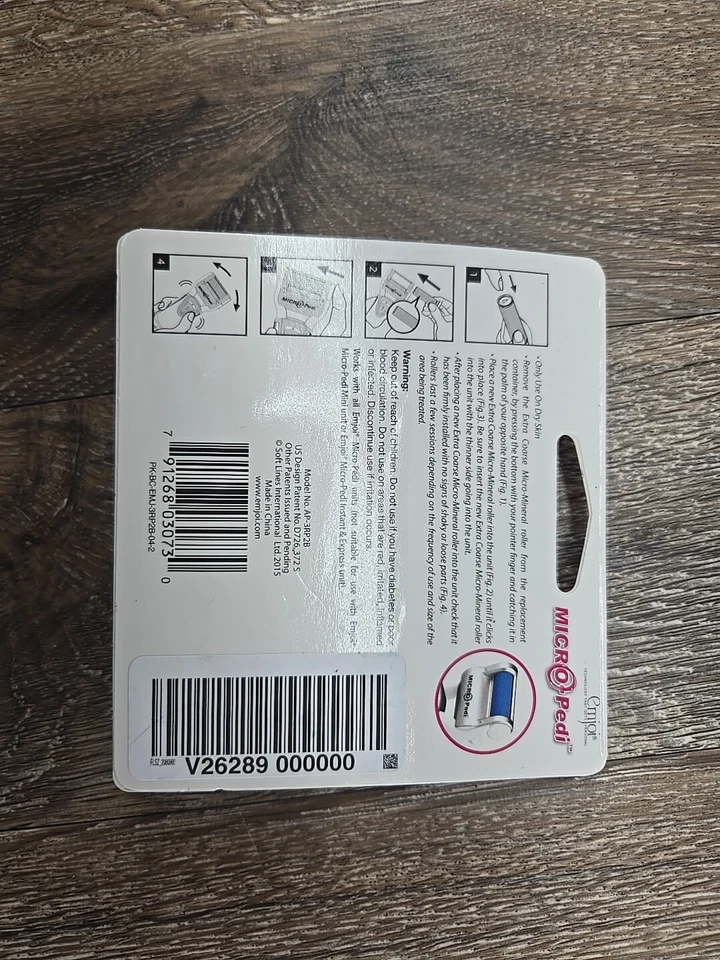 emjoi®
MICRO Pedi™
MICRO Pedi
1
2
MICRO Pedi
4
• Only Use On Dry Skin
• Remove the Extra Coarse Micro-Mineral roller from the replacement
container, by pressing the bottom with your pointer finger and catching it in
the palm of your opposite hand (Fig. 1).
• Place a new Extra Coarse Micro-Mineral roller into the unit (Fig. 2) until it clicks
into place (Fig.3). Be sure to insert the new Extra Coarse Micro-Mineral roller
into the unit with the thinner side going into the unit.
• After placing a new Extra Coarse Micro-Mineral roller into the unit check that it
has been firmly installed with no signs of shaky or loose parts (Fig. 4).
• Rollers last a few sessions depending on the frequency of use and size of the
area being treated.
Warning:
Keep out of reach of children. Do not use if you have diabetes or poor
blood circulation. Do not use on areas that are red, irritated, inflamed
or infected. Discontinue use if irritation occurs.
Works with all Emjoi® Micro-Pedi units (not suitable for use with Emjoi®
Micro-Pedi Mini unit or Emjoi® Micro-Pedi Instant & Express unit).
Model No. AP-3RP2B
US Design Patent No. D726,372 S
Other Patents Issued and Pending
© Soft Lines International Ltd. 2015
Made in China
www.emjoi.com
7 91268 03073 0
PK-BC-EMJ-3RP2B-04-2
V26289 000000